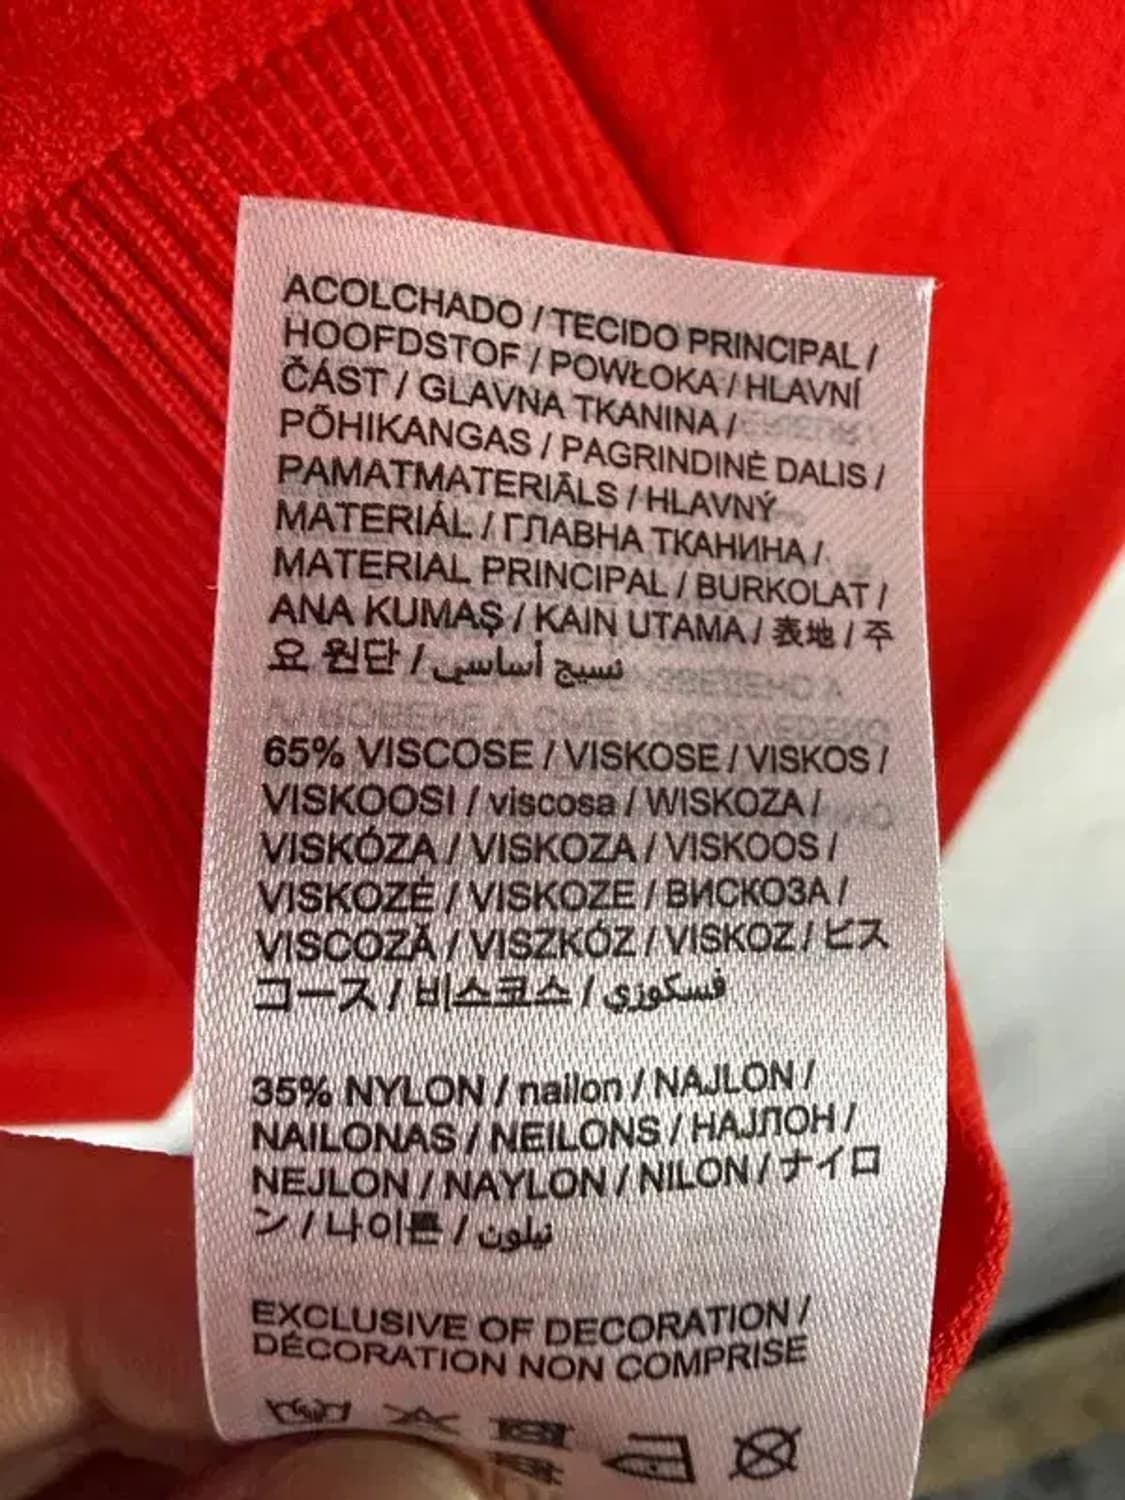 ACOLCHADO / TECIDO PRINCIPAL /
HOOFDSTOF / POWŁOKA / HLAVNÍ
ČÁST / GLAVNA TKANINA /
PÕHIKANGAS / PAGRINDINĖ DALIS /
PAMATMATERIĀLS / HLAVNÝ
MATERIÁL / ГЛАВНА ТКАНИНА /
MATERIAL PRINCIPAL / BURKOLAT /
ANA KUMAŞ / KAIN UTAMA / 表地 / 주
요 원단 / نسيج أساسي
65% VISCOSE / VISKOSE / VISKOS /
VISKOOSI / viscosa / WISKOZA /
VISKÓZA / VISKOZA / VISKOOS /
VISKOZĖ / VISKOZE / ВИСКОЗА /
VISCOZĂ / VISZKÓZ / VISKOZ / ビス
コース / 비스코스 / فسكوزي
35% NYLON / nailon / NAJLON /
NAILONAS / NEILONS / НАЈЛОН /
NEJLON / NAYLON / NILON / ナイロ
ン / 나이론 / نيلون
EXCLUSIVE OF DECORATION /
DÉCORATION NON COMPRISE